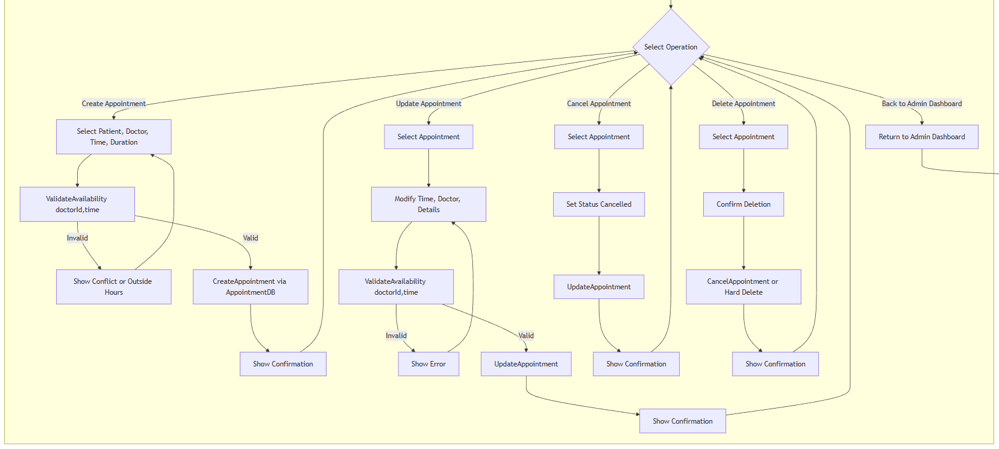 Select Operation
Create Appointment
Update Appointment
Cancel Appointment
Delete Appointment
Back to Admin Dashboard
Select Patient, Doctor,
Time, Duration
Select Appointment
Select Appointment
Select Appointment
Return to Admin Dashboard
ValidateAvailability
doctorId,time
Modify Time, Doctor,
Details
Set Status Cancelled
Confirm Deletion
Invalid
Valid
Show Conflict or Outside
Hours
CreateAppointment via
AppointmentDB
ValidateAvailability
doctorId,time
UpdateAppointment
CancelAppointment or
Hard Delete
Invalid
Valid
Show Confirmation
Show Error
UpdateAppointment
Show Confirmation
Show Confirmation
Show Confirmation